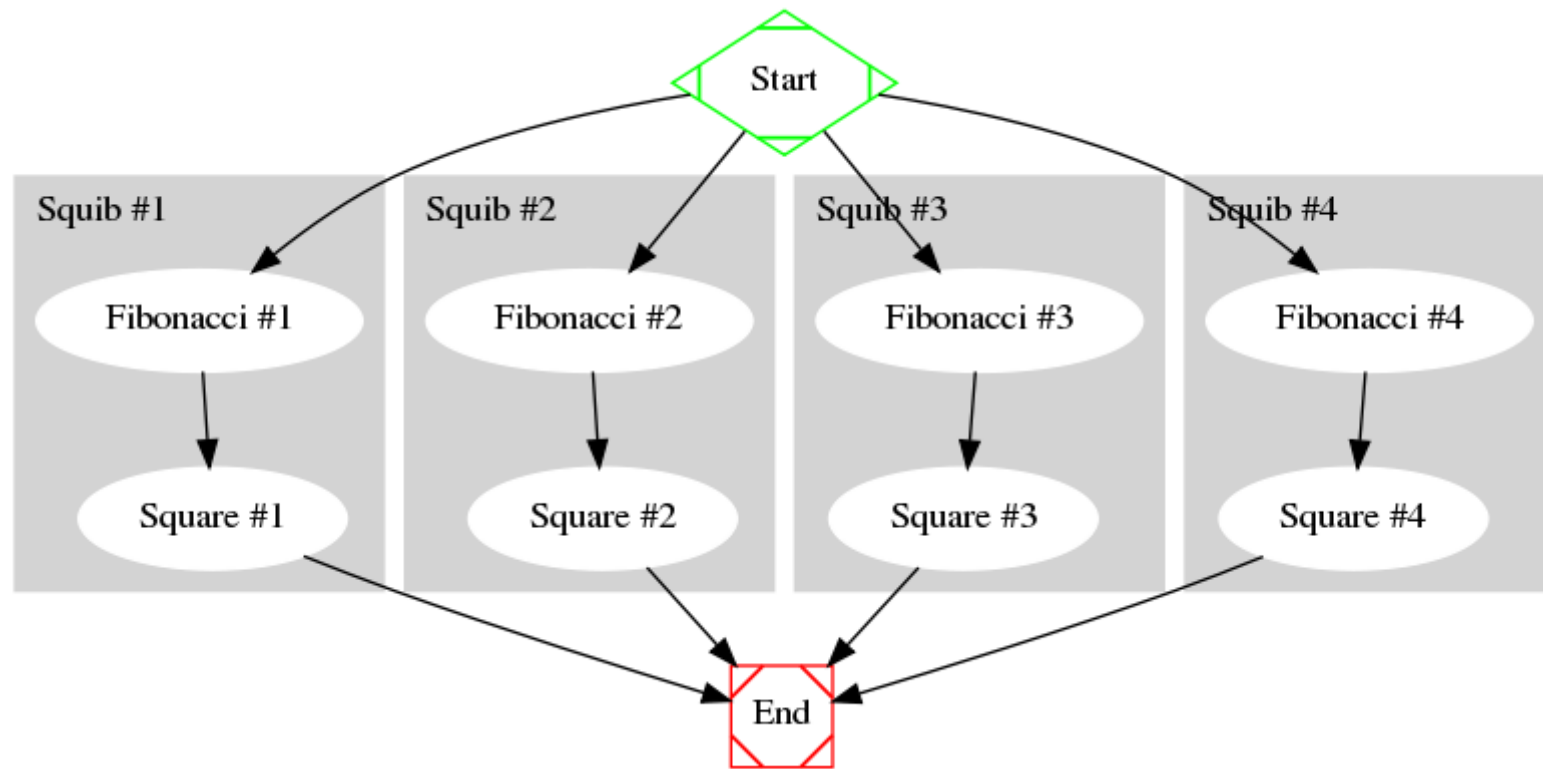 Start
Squib #1
Squib #2
Squib #3
Squib #4
Fibonacci #1
Fibonacci #2
Fibonacci #3
Fibonacci #4
Square #1
Square #2
Square #3
Square #4
End